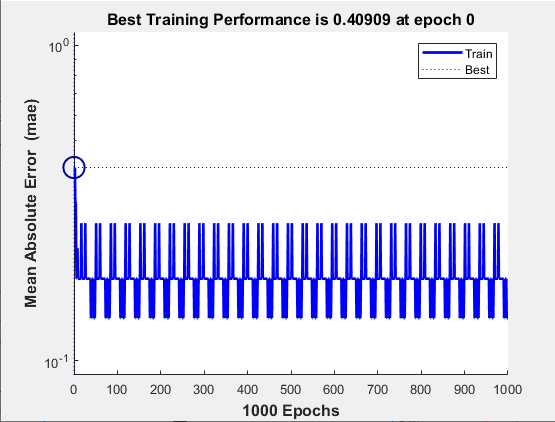 Best Training Performance is 0.40909 at epoch 0
Train
Best
Mean Absolute Error (mae)
10^0
10^-1
0 100 200 300 400 500 600 700 800 900 1000
1000 Epochs